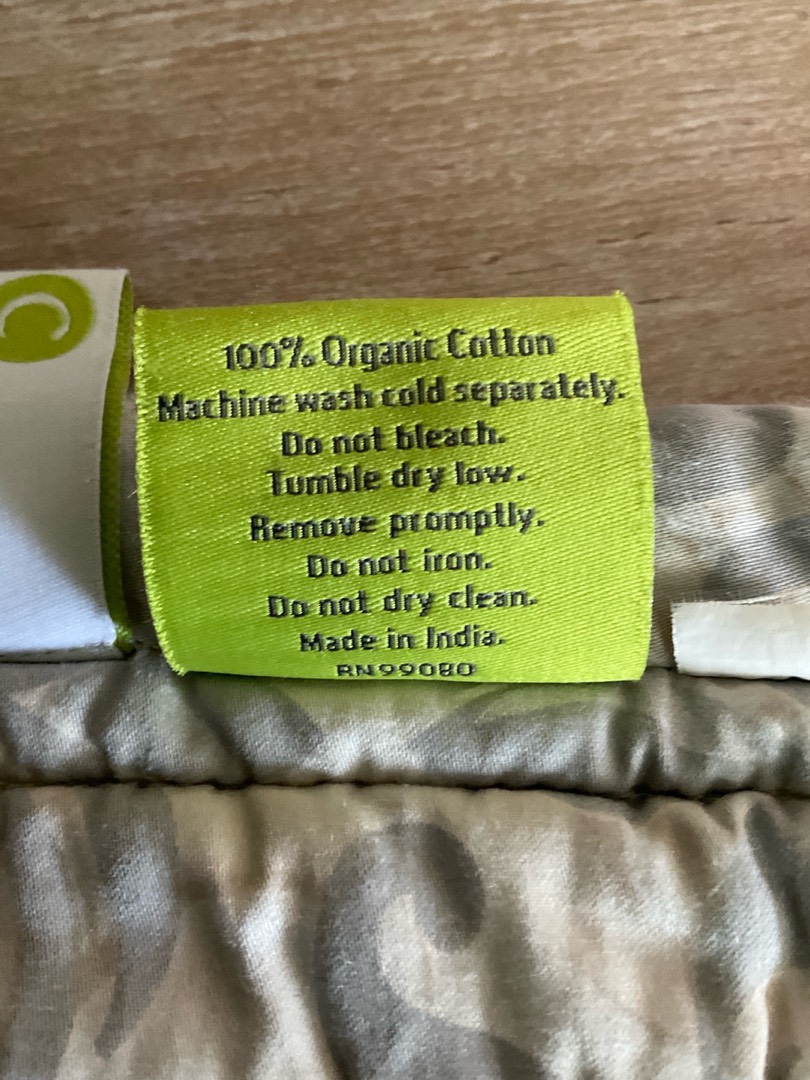 100% Organic Cotton
Machine wash cold separately.
Do not bleach.
Tumble dry low.
Remove promptly.
Do not iron.
Do not dry clean.
Made in India.
RN99080